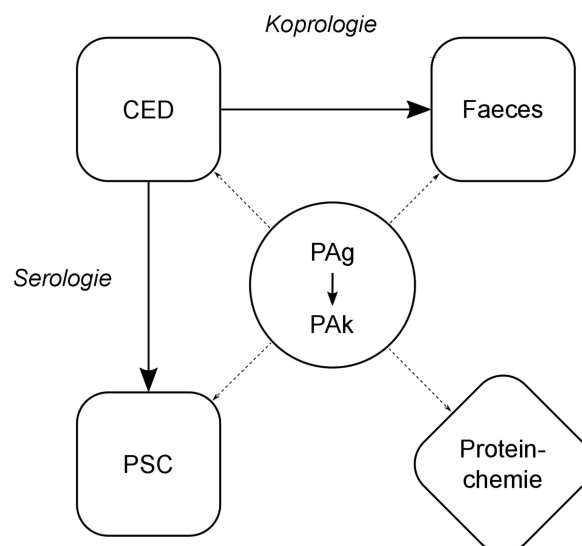 Koprologie
CED
Faeces
PAg
Serologie
PAk
PSC
Protein-
chemie